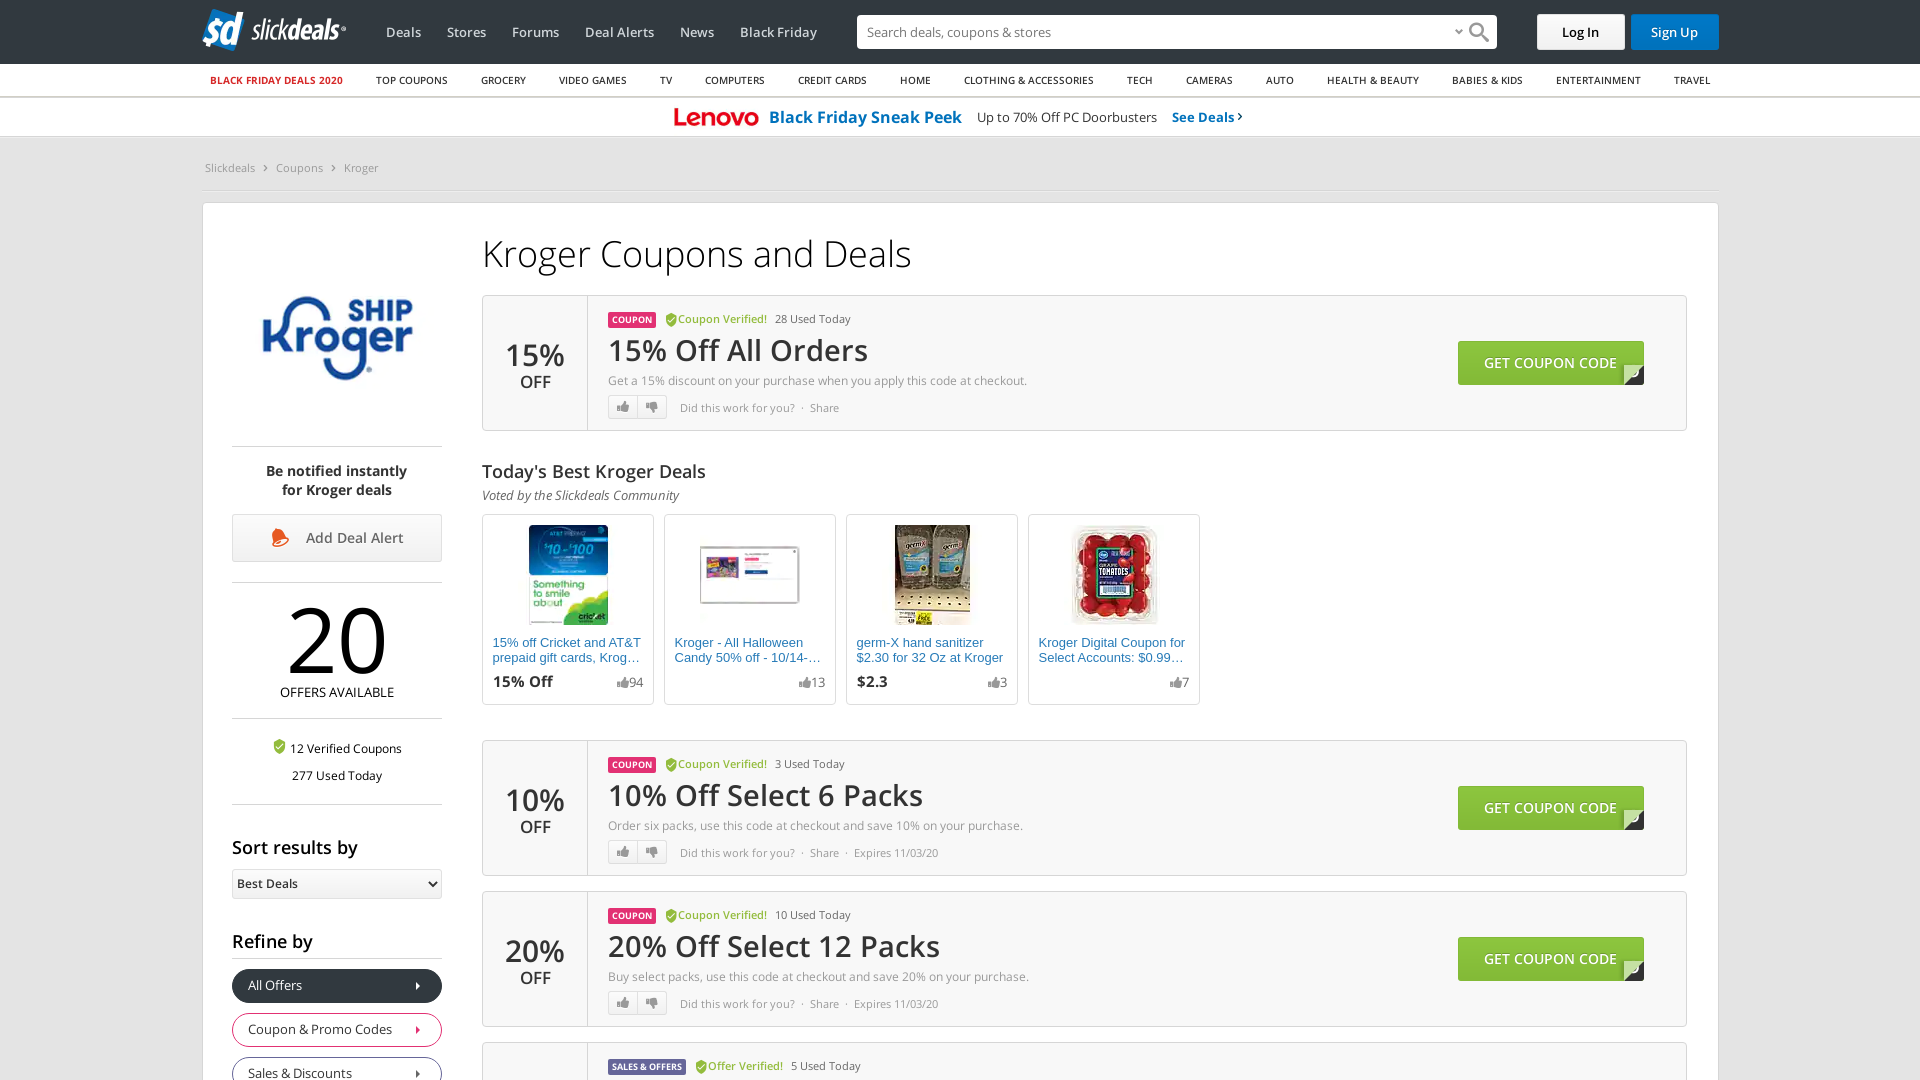 sd slickdeals
Deals Stores Forums Deal Alerts News Black Friday
Search deals, coupons & stores
Log In Sign Up
BLACK FRIDAY DEALS 2020 TOP COUPONS GROCERY VIDEO GAMES TV COMPUTERS CREDIT CARDS HOME CLOTHING & ACCESSORIES TECH CAMERAS AUTO HEALTH & BEAUTY BABIES & KIDS ENTERTAINMENT TRAVEL
Lenovo Black Friday Sneak Peek Up to 70% Off PC Doorbusters See Deals
Slickdeals Coupons Kroger
Kroger SHIP
Be notified instantly
for Kroger deals
Add Deal Alert
20
OFFERS AVAILABLE
12 Verified Coupons
277 Used Today
Sort results by
Best Deals
Refine by
All Offers
Coupon & Promo Codes
Sales & Discounts
Kroger Coupons and Deals
15%
OFF
COUPON Coupon Verified! 28 Used Today
15% Off All Orders
Get a 15% discount on your purchase when you apply this code at checkout.
Did this work for you? · Share
GET COUPON CODE
Today's Best Kroger Deals
Voted by the Slickdeals Community
$10-$100
Something
to smile
about
cricket
15% off Cricket and AT&T
prepaid gift cards, Krog...
15% Off 94
Kroger - All Halloween
Candy 50% off - 10/14-...
13
germ-X hand sanitizer
$2.30 for 32 Oz at Kroger
$2.3 3
TOMATOES
Kroger Digital Coupon for
Select Accounts: $0.99...
7
10%
OFF
COUPON Coupon Verified! 3 Used Today
10% Off Select 6 Packs
Order six packs, use this code at checkout and save 10% on your purchase.
Did this work for you? · Share · Expires 11/03/20
GET COUPON CODE
20%
OFF
COUPON Coupon Verified! 10 Used Today
20% Off Select 12 Packs
Buy select packs, use this code at checkout and save 20% on your purchase.
Did this work for you? · Share · Expires 11/03/20
GET COUPON CODE
SALES & OFFERS Offer Verified! 5 Used Today